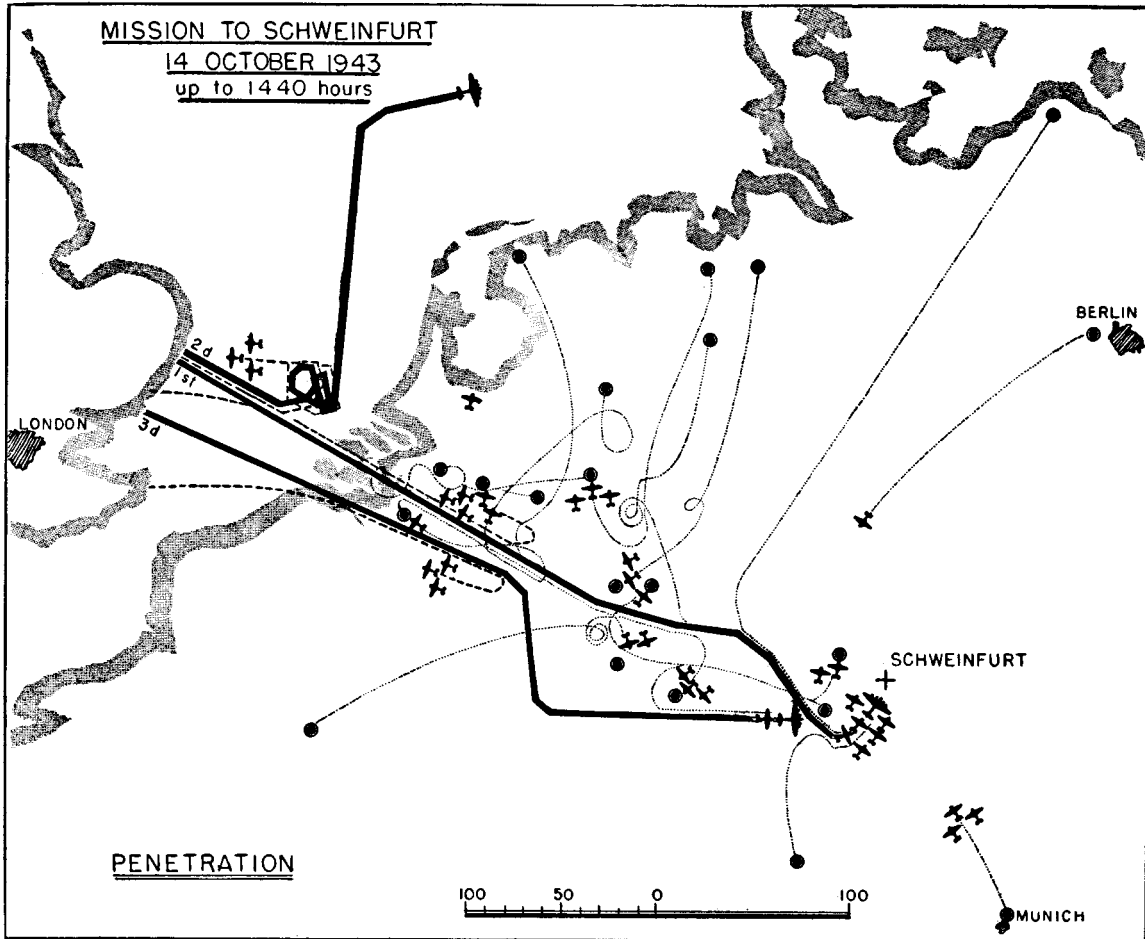 MISSION TO SCHWEINFURT
14 OCTOBER 1943
up to 1440 hours
BERLIN
2d
1st
3d
LONDON
SCHWEINFURT
PENETRATION
100 50 0 100
MUNICH